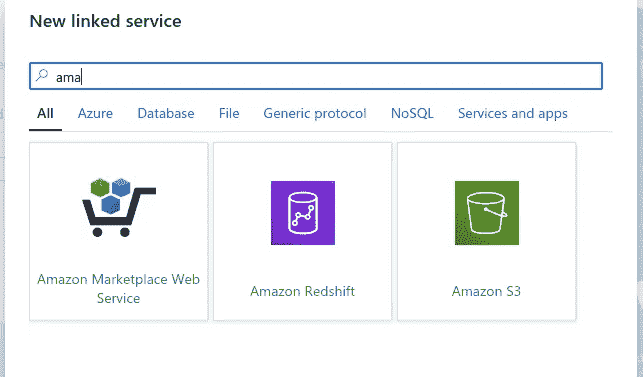 New linked service
ama
All Azure Database File Generic protocol NoSQL Services and apps
Amazon Marketplace Web
Service
Amazon Redshift
Amazon S3